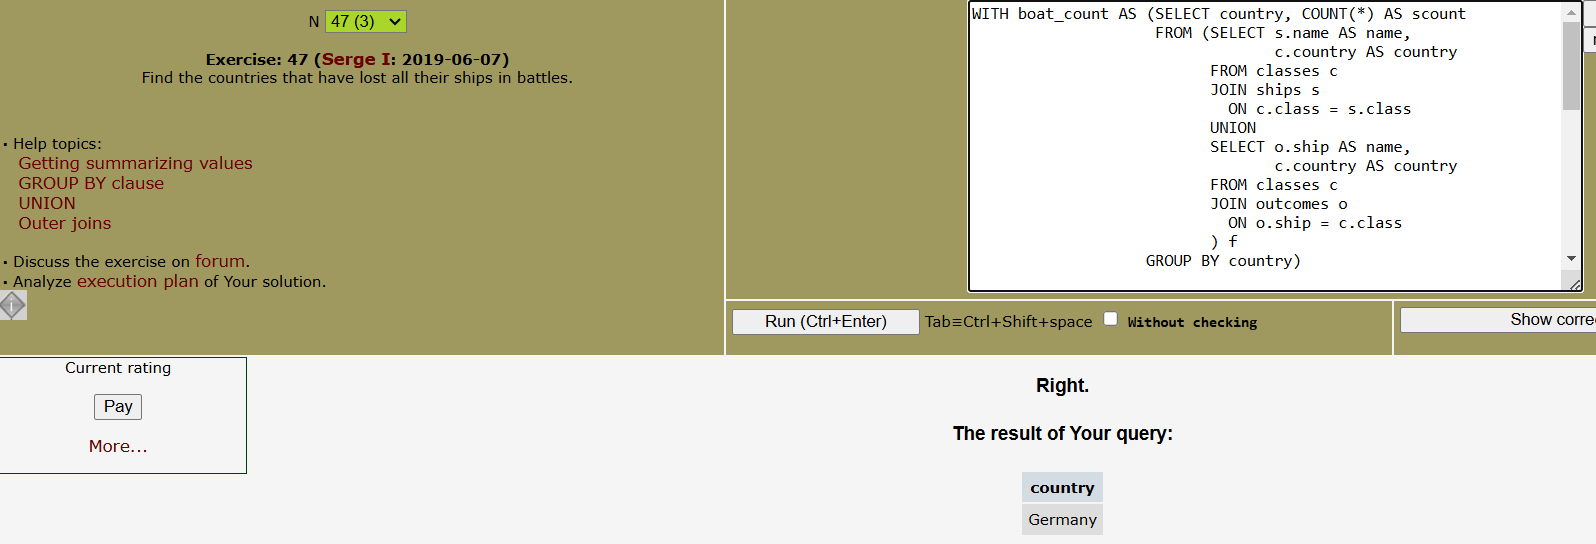 N 47 (3)
Exercise: 47 (Serge I: 2019-06-07)
Find the countries that have lost all their ships in battles.
· Help topics:
Getting summarizing values
GROUP BY clause
UNION
Outer joins
· Discuss the exercise on forum.
· Analyze execution plan of Your solution.
WITH boat_count AS (SELECT country, COUNT(*) AS scount
FROM (SELECT s.name AS name,
c.country AS country
FROM classes c
JOIN ships s
ON c.class = s.class
UNION
SELECT o.ship AS name,
c.country AS country
FROM classes c
JOIN outcomes o
ON o.ship = c.class
) f
GROUP BY country)
Run (Ctrl+Enter) Tab≡Ctrl+Shift+space Without checking
Show corre
Current rating
Pay
More...
Right.
The result of Your query:
country
Germany